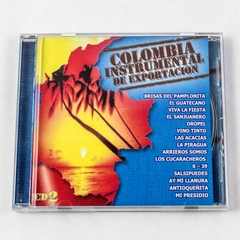 COLOMBIA
INSTRUMENTAL
DE EXPORTACION
BRISAS DEL PAMPLONITA
EL GUATECANO
VIVA LA FIESTA
EL SANJUANERO
OROPEL
VINO TINTO
LAS ACACIAS
LA PIRAGUA
ARRIEROS SOMOS
LOS CUCARACHEROS
0 - 39
SALSIPUEDES
AY MI LLANURA
ANTIOQUEÑITA
MI PRESIDIO
CD 2